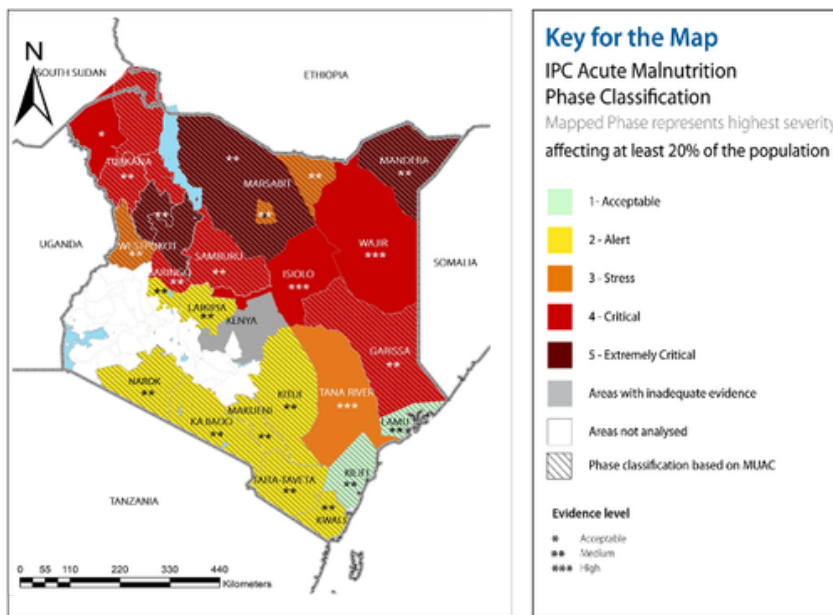 N
SOUTH SUDAN
ETHIOPIA
MANDERA
**
*
TURKANA
**
**
MARSABIT
**
**
**
UGANDA
WESTPOKOT
**
SAMBURU
**
WAJIR
***
SOMALIA
BARINGO
**
ISIOLO
***
**
LAIKIPIA
**
KENYA
GARISSA
**
NAROK
**
KITUI
**
TANA RIVER
***
KAJIADO
**
MAKUENI
**
LAMU
***
TAITA-TAVETA
**
KILIFI
**
KWALE
**
TANZANIA
0 55 110 220 330 440
Kilometers
Key for the Map
IPC Acute Malnutrition
Phase Classification
Mapped Phase represents highest severity
affecting at least 20% of the population
1- Acceptable
2 - Alert
3 - Stress
4 - Critical
5 - Extremely Critical
Areas with inadequate evidence
Areas not analysed
Phase classification based on MUAC
Evidence level
* Acceptable
** Medium
*** High